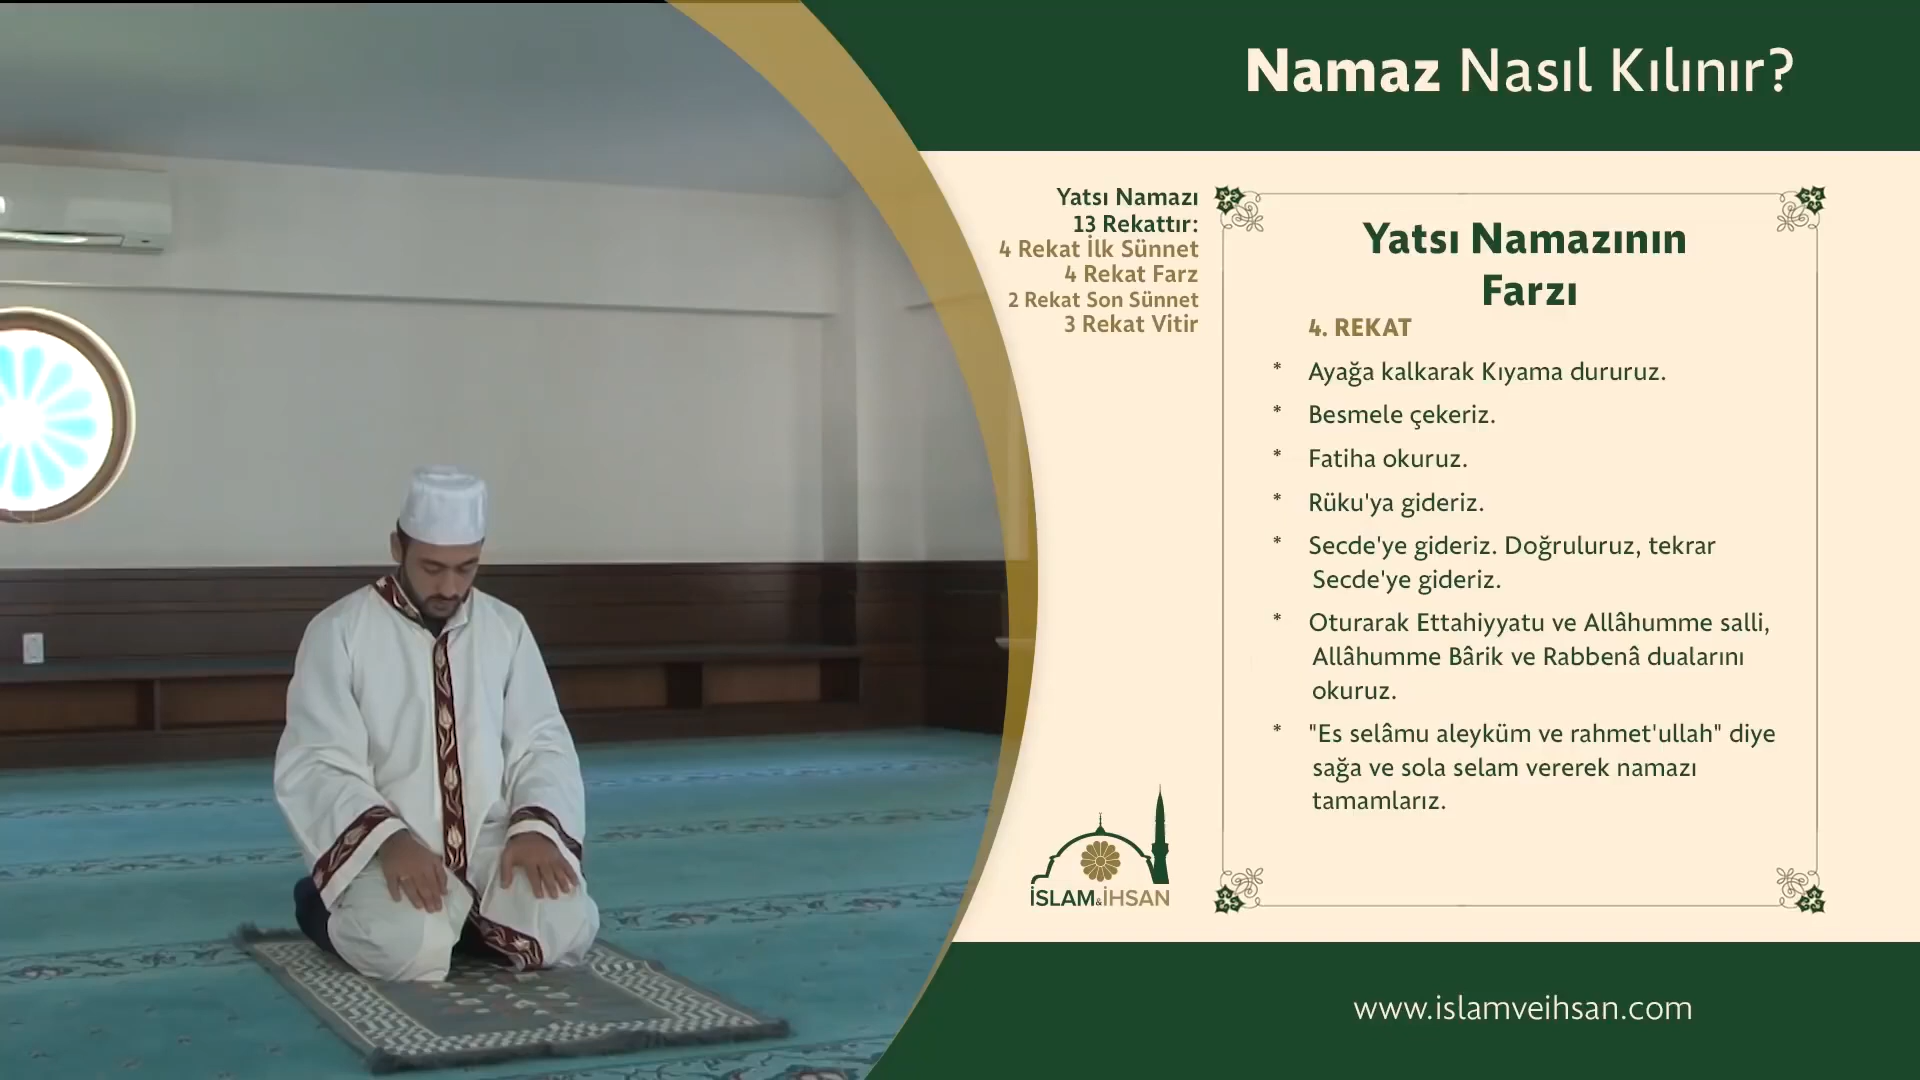 Namaz Nasıl Kılınır?
Yatsı Namazı
13 Rekattır:
4 Rekat İlk Sünnet
4 Rekat Farz
2 Rekat Son Sünnet
3 Rekat Vitir
Yatsı Namazının
Farzı
4. REKAT
* Ayağa kalkarak Kıyama dururuz.
* Besmele çekeriz.
* Fatiha okuruz.
* Rüku'ya gideriz.
* Secde'ye gideriz. Doğruluruz, tekrar
Secde'ye gideriz.
* Oturarak Ettahiyyatu ve Allâhumme salli,
Allâhumme Bârik ve Rabbenâ dualarını
okuruz.
* "Es selâmu aleyküm ve rahmet'ullah" diye
sağa ve sola selam vererek namazı
tamamlarız.
İSLAM&İHSAN
www.islamveihsan.com